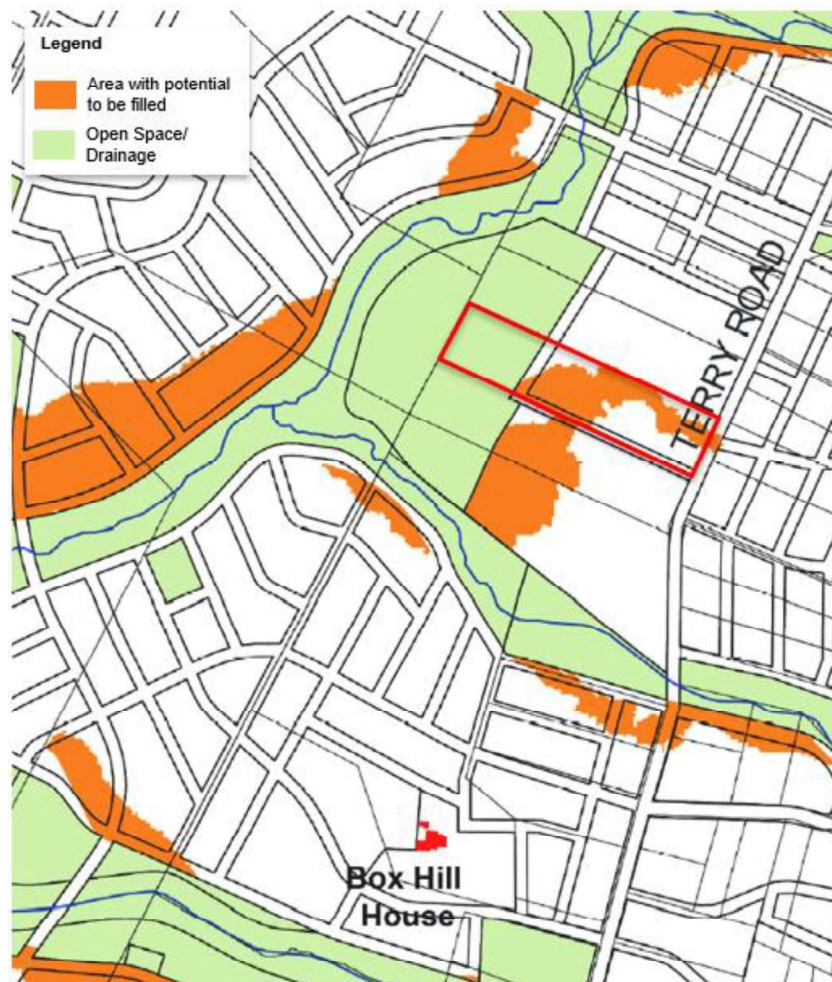 Legend
Area with potential
to be filled
Open Space/
Drainage
TERRY ROAD
Box Hill
House